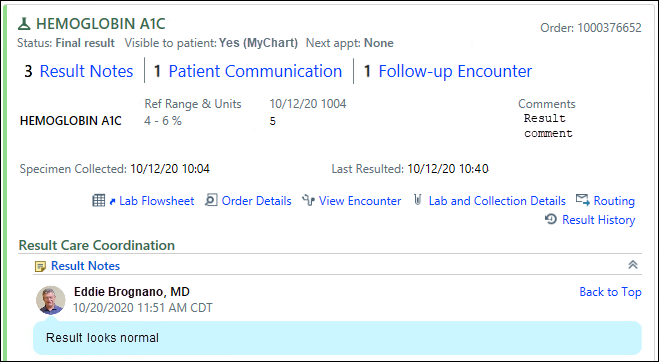 HEMOGLOBIN A1C
Order: 1000376652
Status: Final result Visible to patient: Yes (MyChart) Next appt: None
3 Result Notes 1 Patient Communication 1 Follow-up Encounter
Ref Range & Units 10/12/20 1004 Comments
HEMOGLOBIN A1C 4 - 6 % 5 Result
comment
Specimen Collected: 10/12/20 10:04 Last Resulted: 10/12/20 10:40
Lab Flowsheet Order Details View Encounter Lab and Collection Details Routing
Result History
Result Care Coordination
Result Notes
Eddie Brognano, MD Back to Top
10/20/2020 11:51 AM CDT
Result looks normal